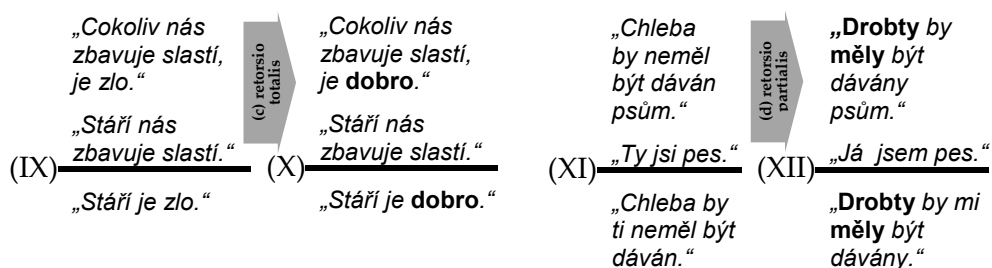 „Cokoliv nás
zbavuje slastí,
je zlo.“
„Stáří nás
zbavuje slastí.“
(IX)
„Stáří je zlo.“
(c) retorsio
totalis
„Cokoliv nás
zbavuje slastí,
je dobro.“
„Stáří nás
zbavuje slastí.“
(X)
„Stáří je dobro.“
„Chleba
by neměl
být dáván
psům.“
„Ty jsi pes.“
(XI)
„Chleba by
ti neměl být
dáván.“
(d) retorsio
partialis
„Drobty by
měly být
dávány
psům.“
„Já jsem pes.“
(XII)
„Drobty by mi
měly být
dávány.“